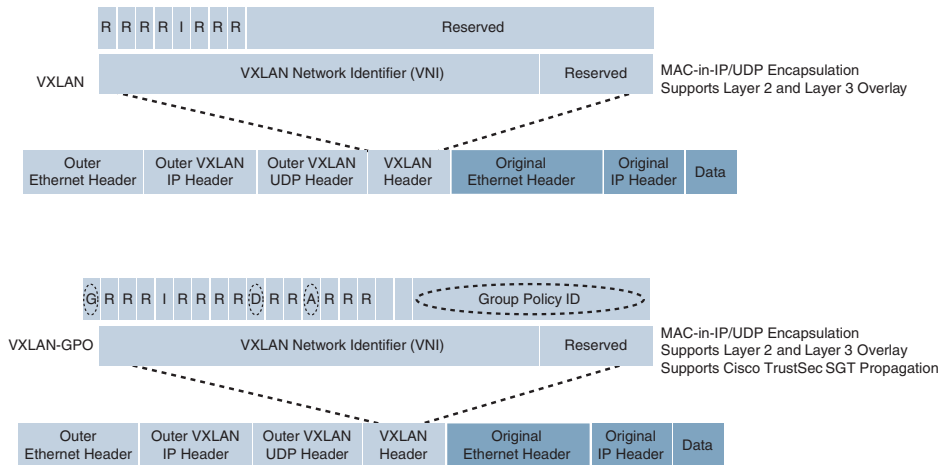 R R R R I R R R Reserved
VXLAN
VXLAN Network Identifier (VNI) Reserved
MAC-in-IP/UDP Encapsulation
Supports Layer 2 and Layer 3 Overlay
Outer
Ethernet Header
Outer VXLAN
IP Header
Outer VXLAN
UDP Header
VXLAN
Header
Original
Ethernet Header
Original
IP Header
Data
G R R R I R R R R D R R A R R R Group Policy ID
VXLAN-GPO
VXLAN Network Identifier (VNI) Reserved
MAC-in-IP/UDP Encapsulation
Supports Layer 2 and Layer 3 Overlay
Supports Cisco TrustSec SGT Propagation
Outer
Ethernet Header
Outer VXLAN
IP Header
Outer VXLAN
UDP Header
VXLAN
Header
Original
Ethernet Header
Original
IP Header
Data